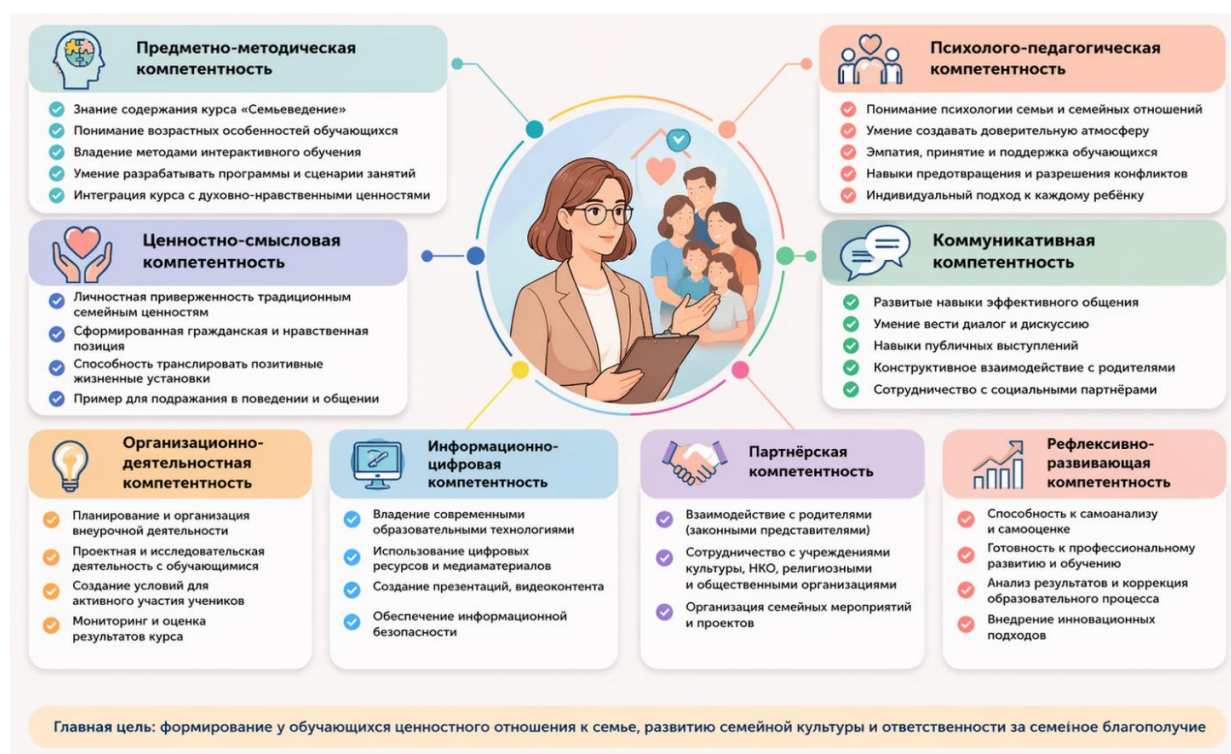 Предметно-методическая
компетентность
Знание содержания курса «Семьеведение»
Понимание возрастных особенностей обучающихся
Владение методами интерактивного обучения
Умение разрабатывать программы и сценарии занятий
Интеграция курса с духовно-нравственными ценностями
Психолого-педагогическая
компетентность
Понимание психологии семьи и семейных отношений
Умение создавать доверительную атмосферу
Эмпатия, принятие и поддержка обучающихся
Навыки предотвращения и разрешения конфликтов
Индивидуальный подход к каждому ребёнку
Ценностно-смысловая
компетентность
Личностная приверженность традиционным
семейным ценностям
Сформированная гражданская и нравственная
позиция
Способность транслировать позитивные
жизненные установки
Пример для подражания в поведении и общении
Коммуникативная
компетентность
Развитые навыки эффективного общения
Умение вести диалог и дискуссию
Навыки публичных выступлений
Конструктивное взаимодействие с родителями
Сотрудничество с социальными партнёрами
Организационно-
деятельностная
компетентность
Планирование и организация
внеурочной деятельности
Проектная и исследовательская
деятельность с обучающимися
Создание условий для
активного участия учеников
Мониторинг и оценка
результатов курса
Информационно-
цифровая
компетентность
Владение современными
образовательными технологиями
Использование цифровых
ресурсов и медиаматериалов
Создание презентаций, видеоконтента
Обеспечение информационной
безопасности
Партнёрская
компетентность
Взаимодействие с родителями
(законными представителями)
Сотрудничество с учреждениями
культуры, НКО, религиозными
и общественными организациями
Организация семейных мероприятий
и проектов
Рефлексивно-
развивающая
компетентность
Способность к самоанализу
и самооценке
Готовность к профессиональному
развитию и обучению
Анализ результатов и коррекция
образовательного процесса
Внедрение инновационных
подходов
Главная цель: формирование у обучающихся ценностного отношения к семье, развитию семейной культуры и ответственности за семейное благополучие